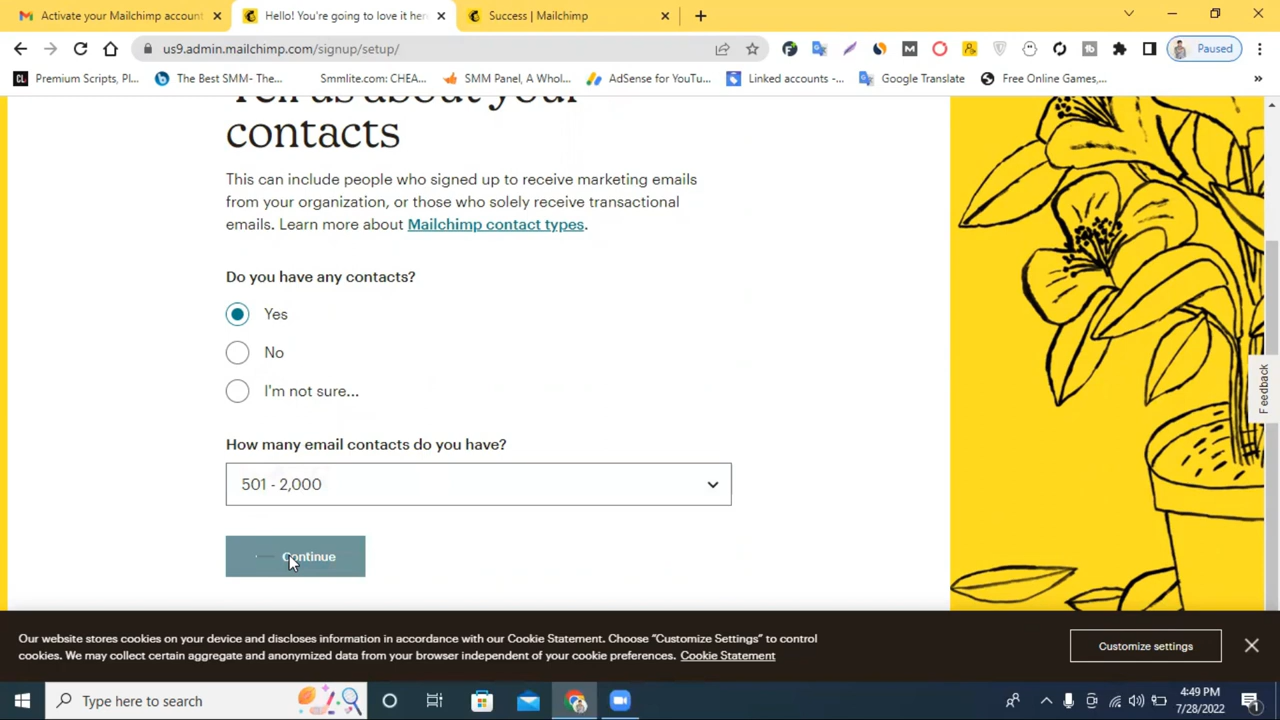 Activate your Mailchimp account
Hello! You're going to love it here
Success | Mailchimp
us9.admin.mailchimp.com/signup/setup/
Paused
Premium Scripts, Pl...
The Best SMM- The...
Smmlite.com: CHEA...
SMM Panel, A Whol...
AdSense for YouTu...
Linked accounts -...
Google Translate
Free Online Games,...
Tell us about your
contacts
This can include people who signed up to receive marketing emails
from your organization, or those who solely receive transactional
emails. Learn more about Mailchimp contact types.
Do you have any contacts?
Yes
No
I'm not sure...
How many email contacts do you have?
501 - 2,000
Continue
Feedback
Our website stores cookies on your device and discloses information in accordance with our Cookie Statement. Choose "Customize Settings" to control
cookies. We may collect certain aggregate and anonymized data from your browser independent of your cookie preferences. Cookie Statement
Customize settings
Type here to search
4:49 PM
7/28/2022